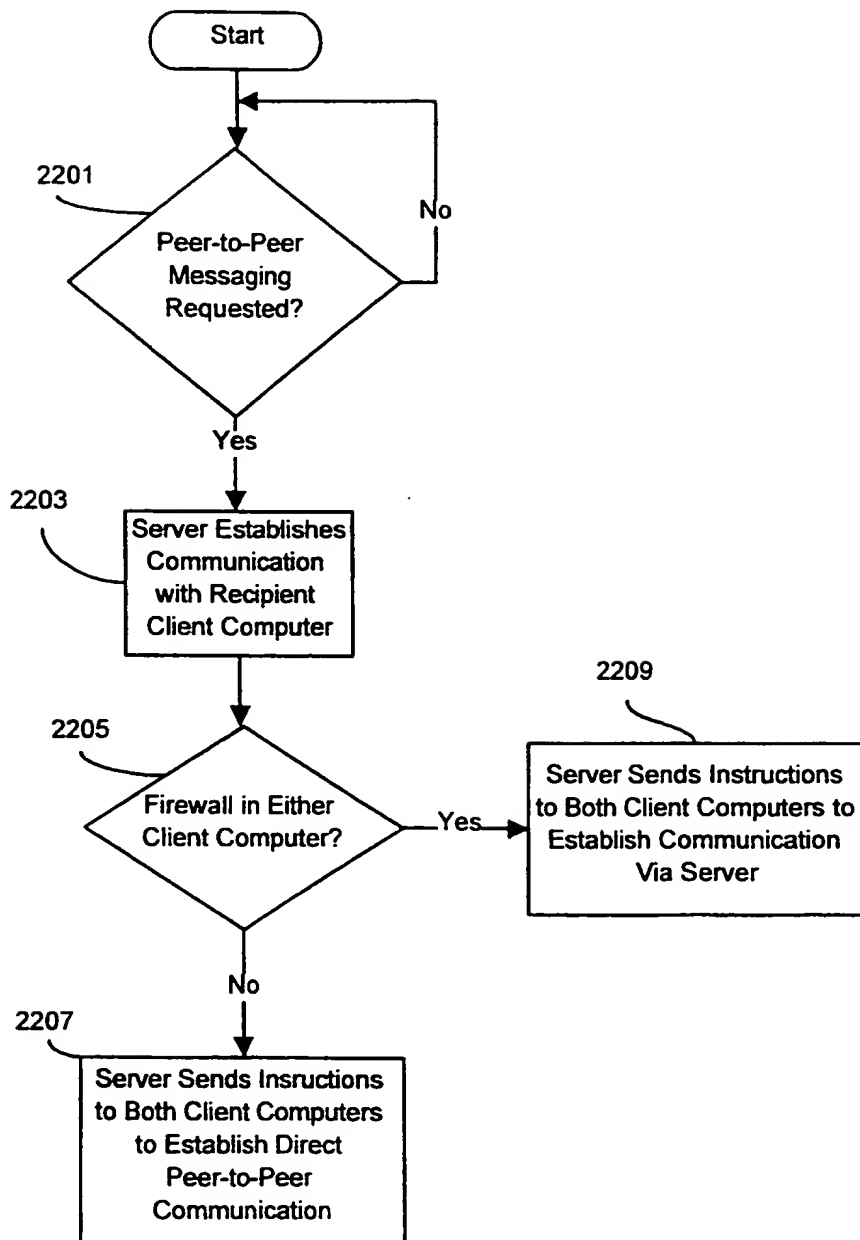 Start
2201
No
Peer-to-Peer
Messaging
Requested?
Yes
2203
Server Establishes
Communication
with Recipient
Client Computer
2209
2205
Firewall in Either
Client Computer?
Yes
Server Sends Instructions
to Both Client Computers to
Establish Communication
Via Server
No
2207
Server Sends Insructions
to Both Client Computers
to Establish Direct
Peer-to-Peer
Communication